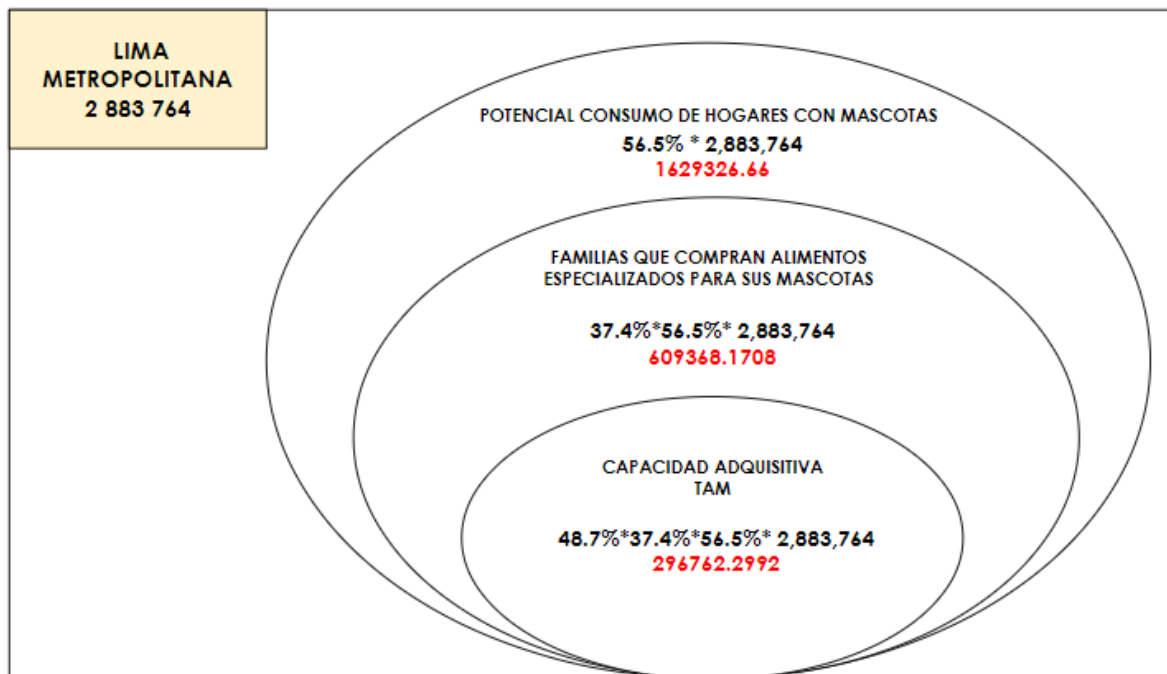 LIMA
METROPOLITANA
2 883 764
POTENCIAL CONSUMO DE HOGARES CON MASCOTAS
56.5% * 2,883,764
1629326.66
FAMILIAS QUE COMPRAN ALIMENTOS
ESPECIALIZADOS PARA SUS MASCOTAS
37.4%*56.5%* 2,883,764
609368.1708
CAPACIDAD ADQUISITIVA
TAM
48.7%*37.4%*56.5%* 2,883,764
296762.2992